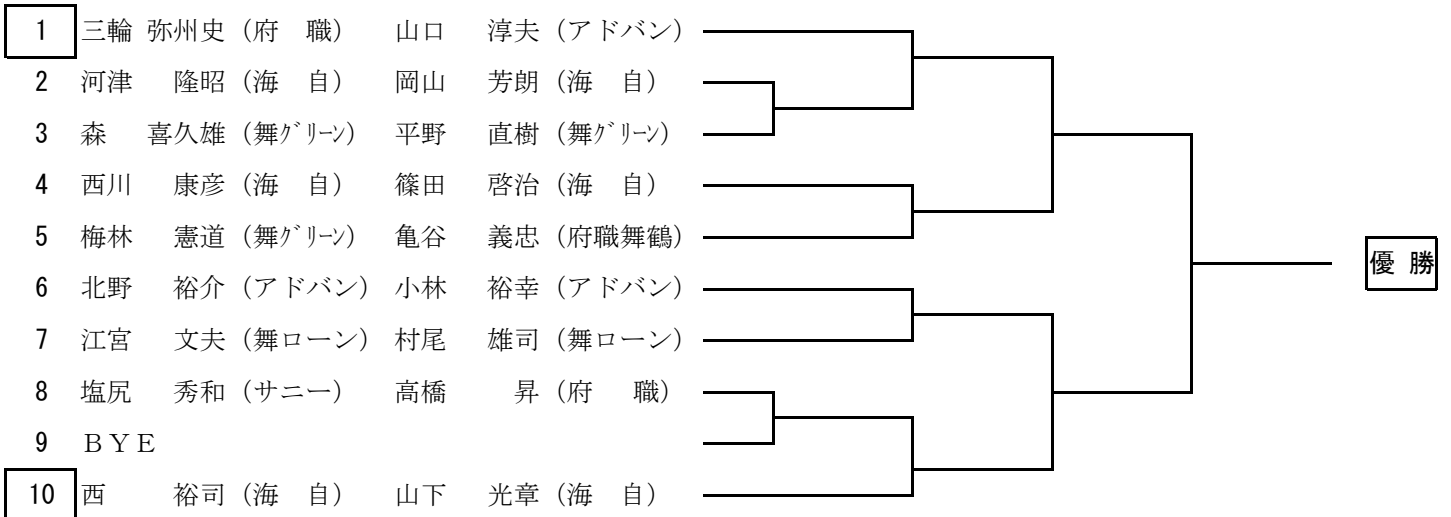 1 三輪 弥州史 (府 職) 山口 淳夫 (アドバン)
2 河津 隆昭 (海 自) 岡山 芳朗 (海 自)
3 森 喜久雄 (舞ｸﾞﾘｰﾝ) 平野 直樹 (舞ｸﾞﾘｰﾝ)
4 西川 康彦 (海 自) 篠田 啓治 (海 自)
5 梅林 憲道 (舞ｸﾞﾘｰﾝ) 亀谷 義忠 (府職舞鶴)
優 勝
6 北野 裕介 (アドバン) 小林 裕幸 (アドバン)
7 江宮 文夫 (舞ローン) 村尾 雄司 (舞ローン)
8 塩尻 秀和 (サニー) 高橋 昇 (府 職)
9 ＢＹＥ
10 西 裕司 (海 自) 山下 光章 (海 自)